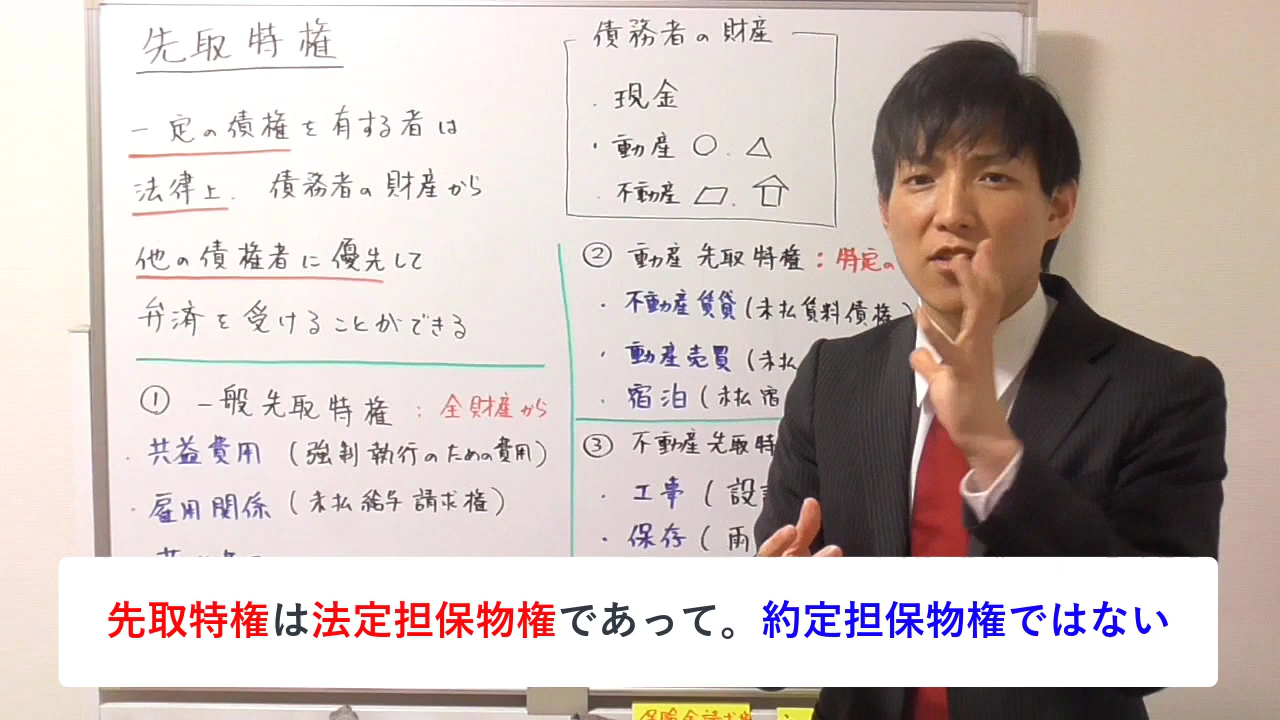 先取特権
一定の債権を有する者は
法律上. 債務者の財産から
他の債権者に優先して
弁済を受けることができる
① 一般先取特権 : 全財産から
・共益費用 (強制執行のための費用)
・雇用関係 (未払給与請求権)
債務者の財産
・現金
・動産 ○. △
・不動産
② 動産先取特権 : 特定の
・不動産賃貸 (未払賃料債権)
・動産売買 (未払
・宿泊 (未払宿
③ 不動産先取特
・工事 (設
・保存 (雨
先取特権は法定担保物権であって。約定担保物権ではない